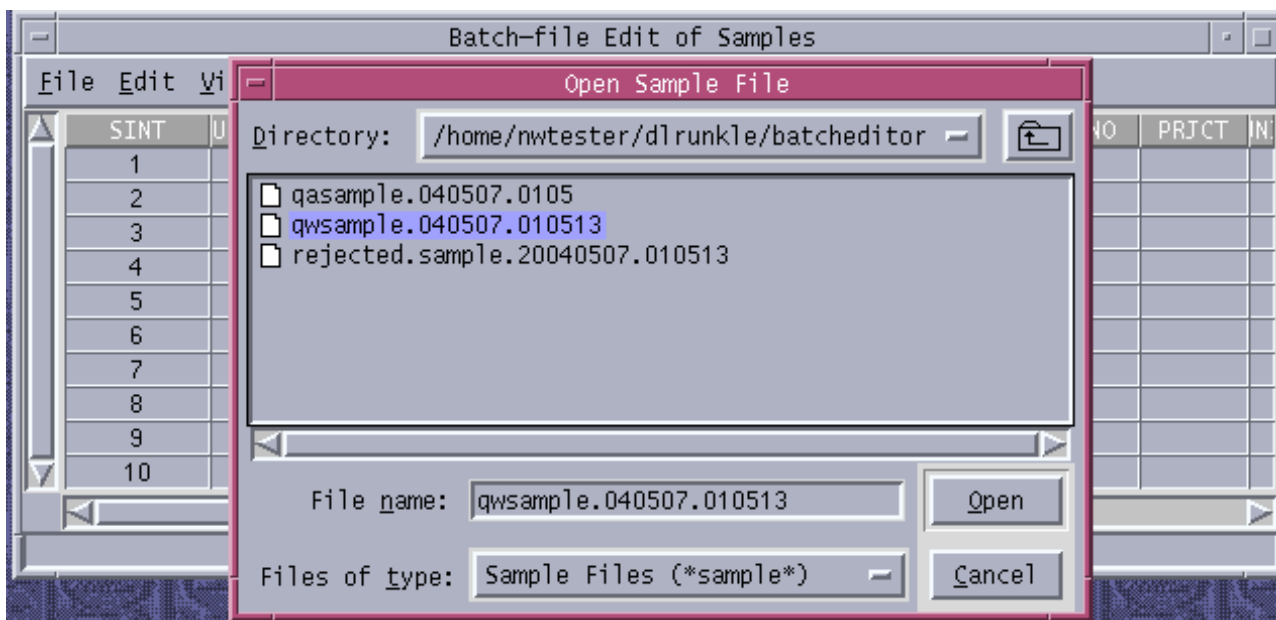 Batch-file Edit of Samples
File Edit Vi
Open Sample File
SINT U NO PRJCT IN
Directory: /home/nwtester/dlrunkle/batcheditor
1
2
3
4
5
6
7
8
9
10
qasample.040507.0105
qwsample.040507.010513
rejected.sample.20040507.010513
File name: qwsample.040507.010513
Open
Files of type: Sample Files (*sample*)
Cancel